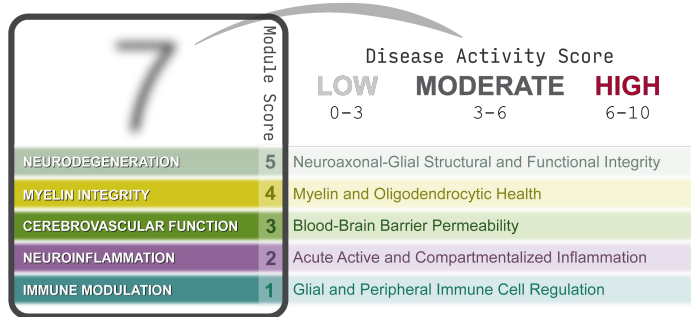 7
Module Score
Disease Activity Score
LOW MODERATE HIGH
0-3 3-6 6-10
NEURODEGENERATION 5 Neuroaxonal-Glial Structural and Functional Integrity
MYELIN INTEGRITY 4 Myelin and Oligodendrocytic Health
CEREBROVASCULAR FUNCTION 3 Blood-Brain Barrier Permeability
NEUROINFLAMMATION 2 Acute Active and Compartmentalized Inflammation
IMMUNE MODULATION 1 Glial and Peripheral Immune Cell Regulation